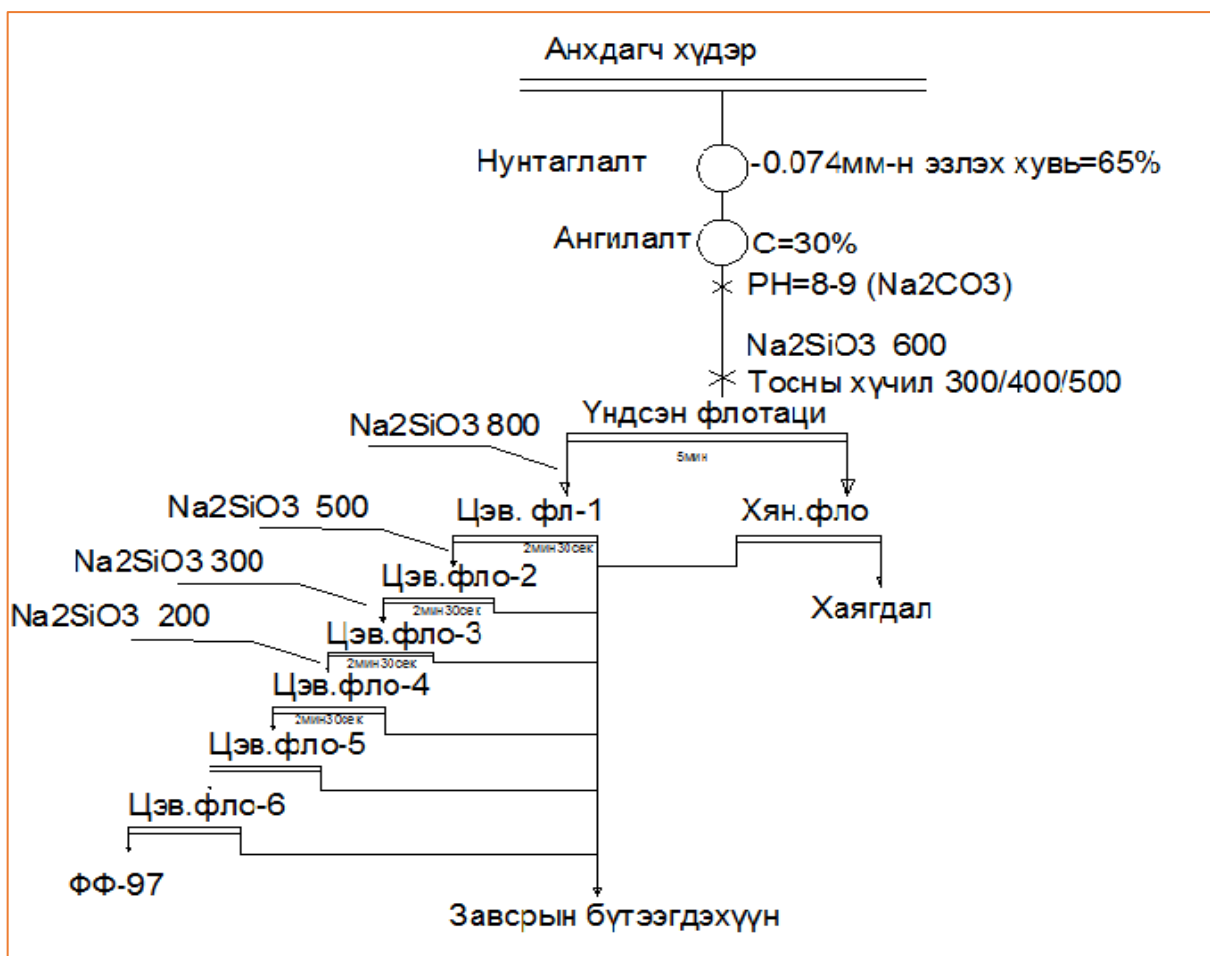 Анхдагч хүдэр
Нунтаглалт
-0.074мм-н эзлэх хувь=65%
Ангилалт
С=30%
PH=8-9 (Na2CO3)
Na2SiO3 600
Тосны хүчил 300/400/500
Үндсэн флотаци
5мин
Na2SiO3 800
Цэв. фл-1
Хян.фло
2мин30сек
Na2SiO3 500
Цэв.фло-2
2мин30сек
Na2SiO3 300
Цэв.фло-3
2мин30сек
Na2SiO3 200
Цэв.фло-4
2мин30сек
Хаягдал
Цэв.фло-5
Цэв.фло-6
ФФ-97
Завсрын бүтээгдэхүүн